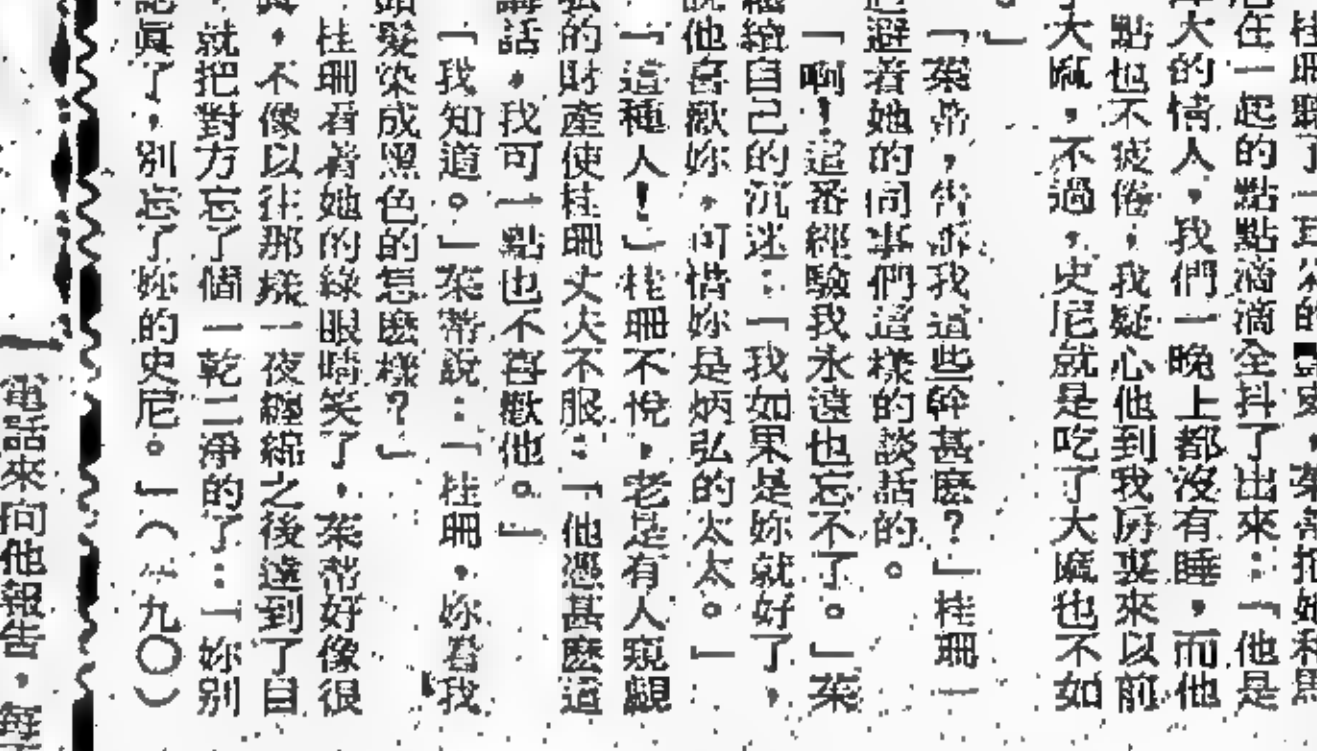 桂珊聽了一耳朵的豔史,茱蒂把她和馬
住在一起的點點滴滴全抖了出來:「他是
大的情人,我們一晚上都沒有睡,而他
點也不疲倦,我疑心他到我房裏來以前
了大麻,不過,史尼就是吃了大麻也不如
。」
「茱蒂,告訴我這些幹甚麼?」桂珊一
避着她的同事們這樣的談話的。
「啊!這番經驗我永遠也忘不了。」茱
繼續自己的沉迷:「我如果是妳就好了,
說他喜歡妳,可惜妳是炳弘的太太。」
「這種人!」桂珊不悅,老是有人窺覷
弘的財產使桂珊丈夫不服:「他憑甚麼這
講話,我可一點也不喜歡他。」
「我知道。」茱蒂說:「桂珊,妳看我
頭髮染成黑色的怎麼樣?」
桂珊看着她的綠眼睛笑了,茱蒂好像很
,不像以往那樣一夜纏綿之後達到了目
,就把對方忘了個一乾二淨的了:「妳別
認眞了,別忘了妳的史尼。」(九〇)
電話來向他報告,每